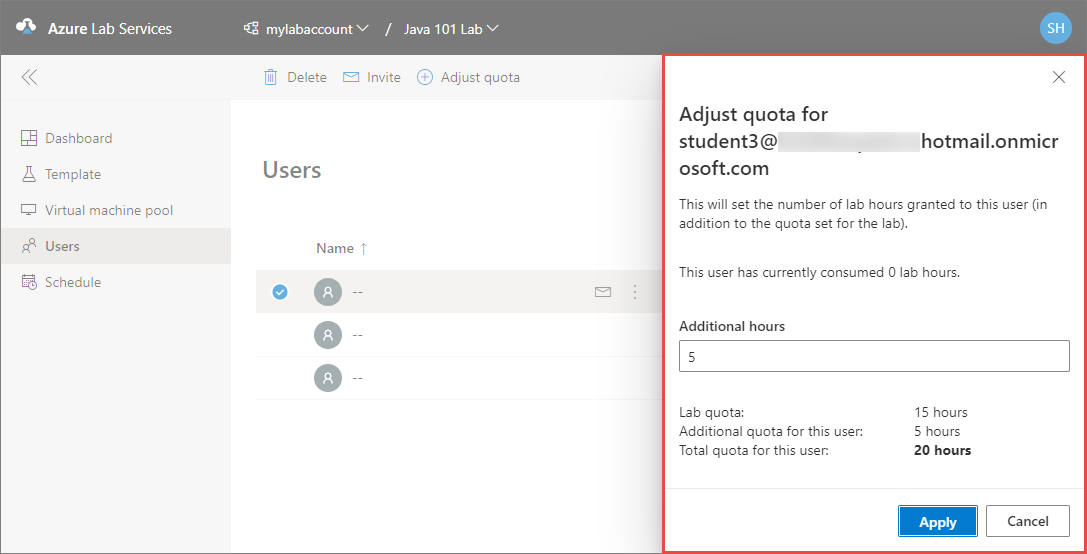 Azure Lab Services
mylabaccount / Java 101 Lab
SH
Delete Invite Adjust quota
Dashboard
Template
Virtual machine pool
Users
Schedule
Users
Name ↑
--
--
--
Adjust quota for
student3@ hotmail.onmicr
osoft.com
This will set the number of lab hours granted to this user (in
addition to the quota set for the lab).
This user has currently consumed 0 lab hours.
Additional hours
5
Lab quota: 15 hours
Additional quota for this user: 5 hours
Total quota for this user: 20 hours
Apply Cancel